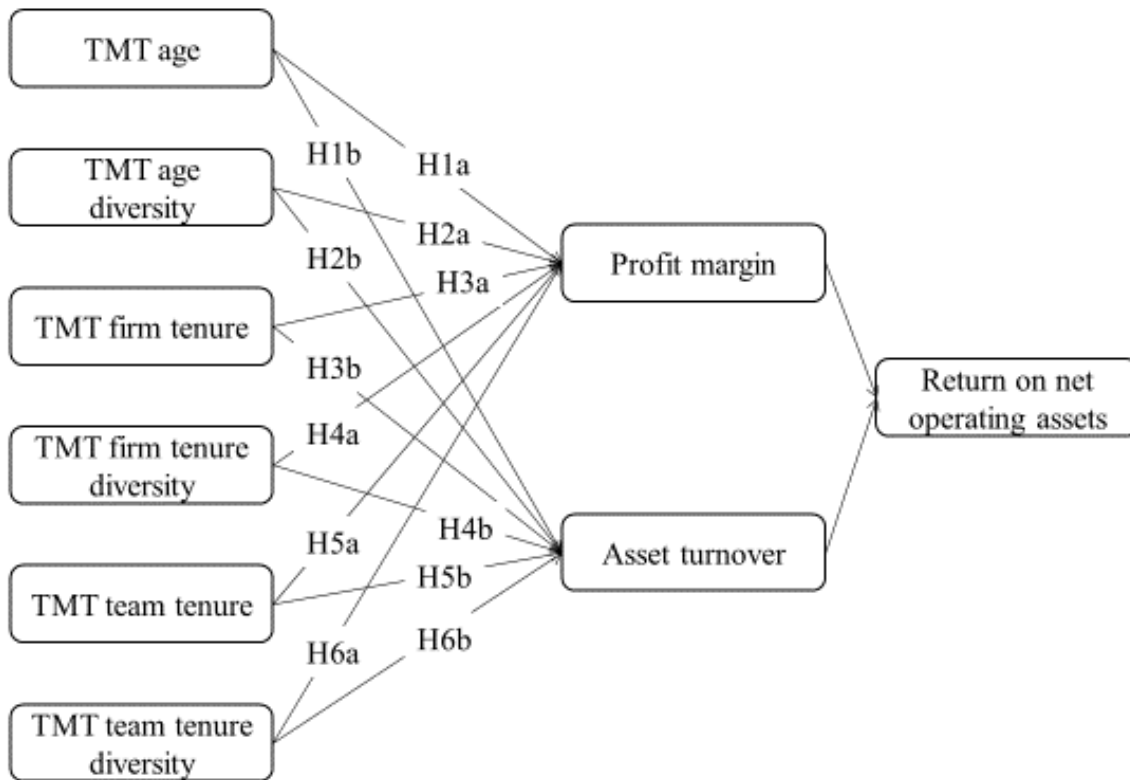 TMT age
H1b
H1a
TMT age
diversity
H2a
H2b
Profit margin
H3a
TMT firm tenure
H3b
Return on net
operating assets
TMT firm tenure
diversity
H4a
H4b
H5a
Asset turnover
H5b
TMT team tenure
H6a
H6b
TMT team tenure
diversity